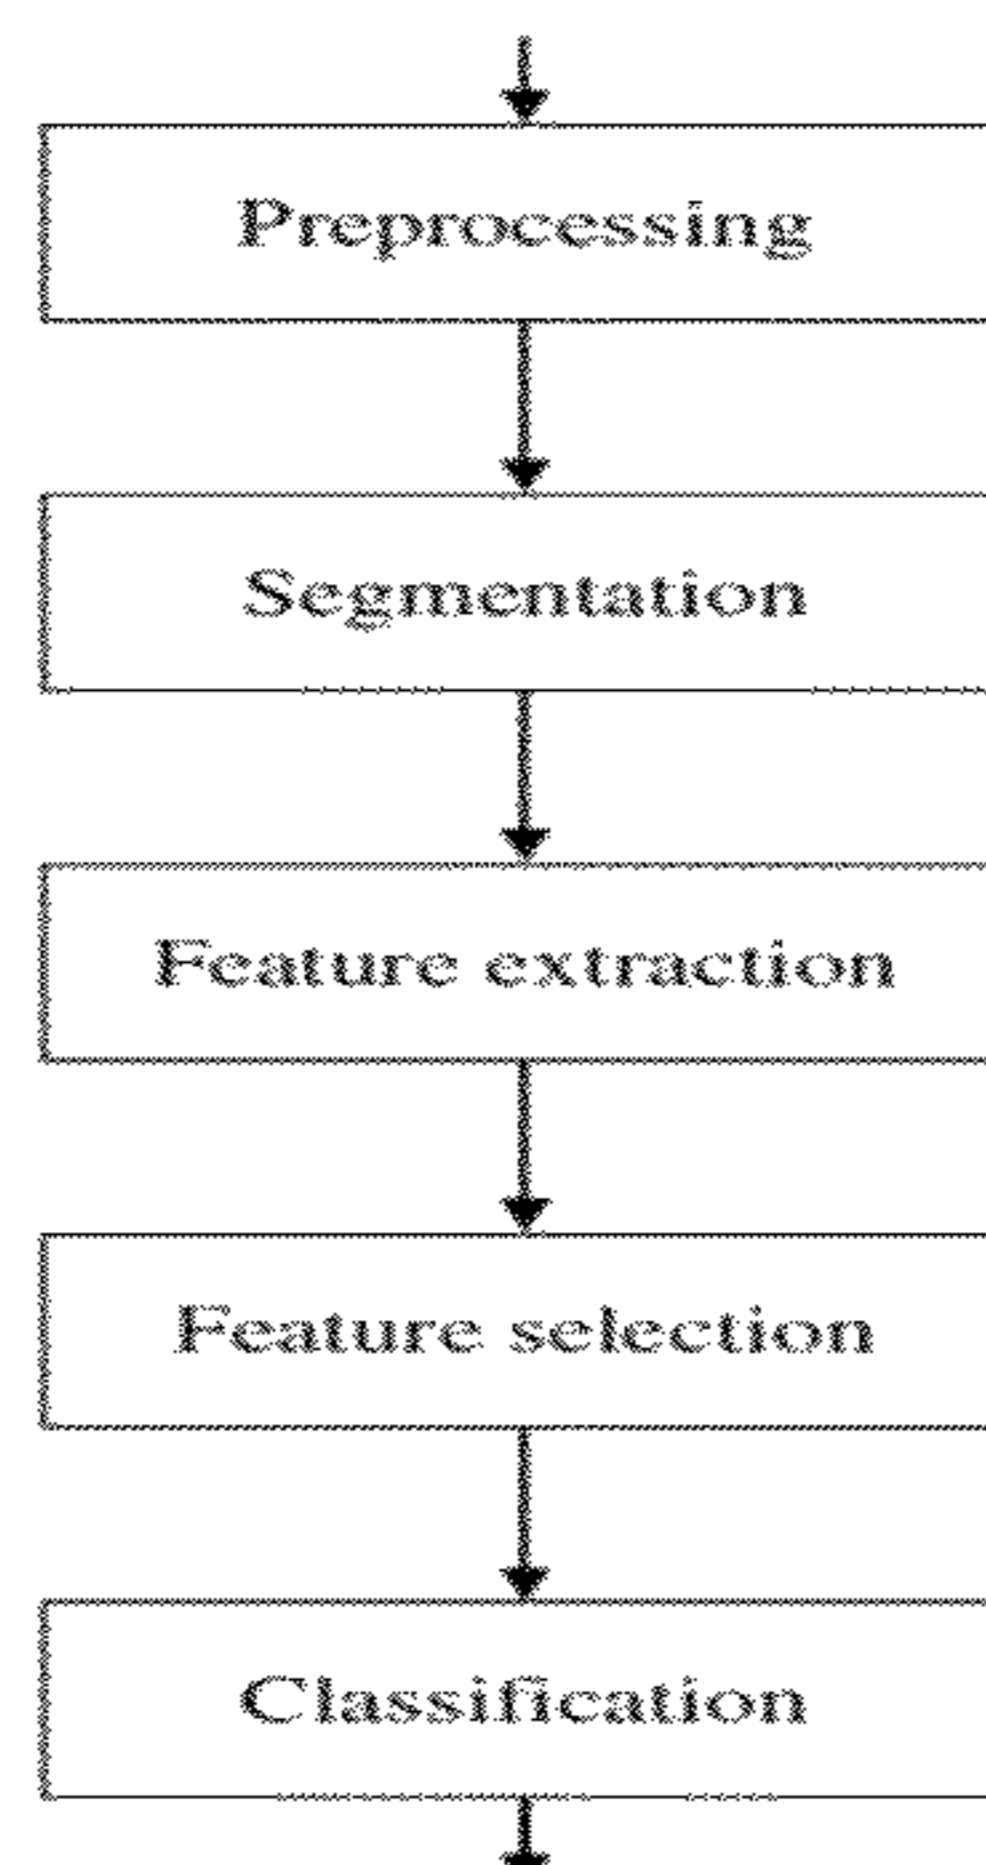 Preprocessing
Segmentation
Feature extraction
Feature selection
Classification